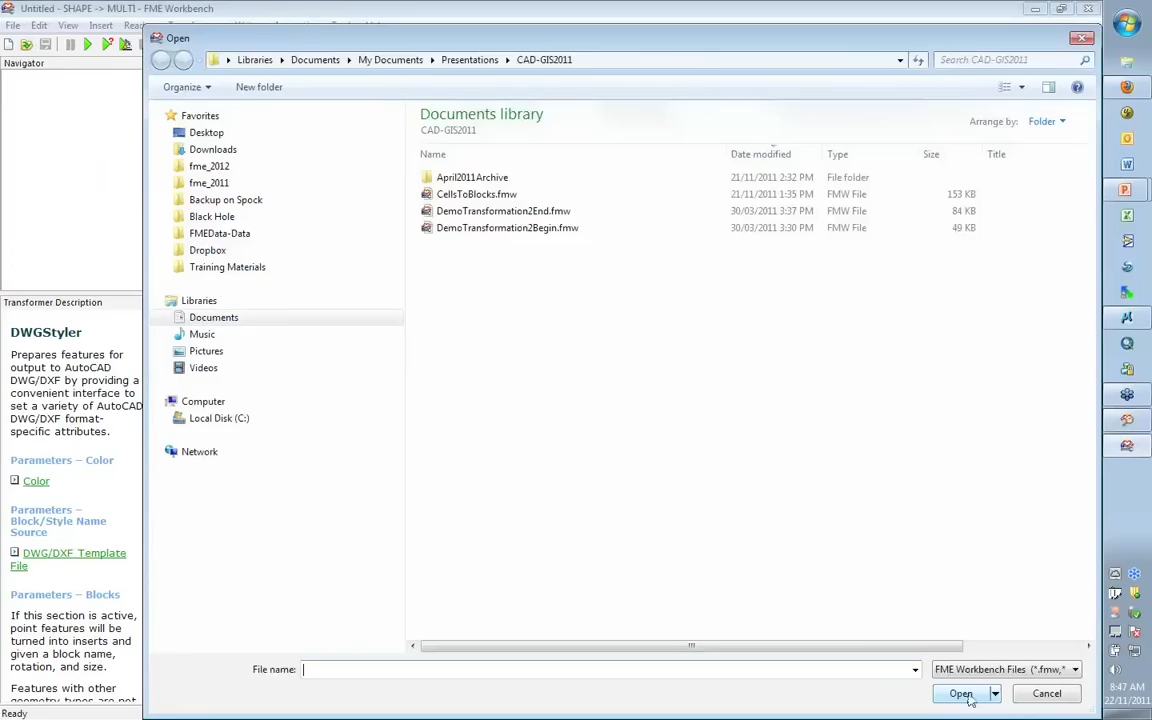 Untitled - SHAPE -> MULTI - FME Workbench
File Edit View Insert
Open
Libraries Documents My Documents Presentations CAD-GIS2011
Search CAD-GIS2011
Navigator
Organize New folder
Favorites
Desktop
Downloads
fme_2012
fme_2011
Backup on Spock
Black Hole
FMEData-Data
Dropbox
Training Materials
Libraries
Documents
Music
Pictures
Videos
Computer
Local Disk (C:)
Network
Documents library
CAD-GIS2011
Arrange by: Folder
Name Date modified Type Size Title
April2011Archive 21/11/2011 2:32 PM File folder
CellsToBlocks.fmw 21/11/2011 1:35 PM FMW File 153 KB
DemoTransformation2End.fmw 30/03/2011 3:37 PM FMW File 84 KB
DemoTransformation2Begin.fmw 30/03/2011 3:30 PM FMW File 49 KB
Transformer Description
DWGStyler
Prepares features for
output to AutoCAD
DWG/DXF by providing a
convenient interface to
set a variety of AutoCAD
DWG/DXF format-
specific attributes.
Parameters – Color
Color
Parameters –
Block/Style Name
Source
DWG/DXF Template
File
Parameters – Blocks
If this section is active,
point features will be
turned into inserts and
given a block name,
rotation, and size.
Features with other
Ready
File name:
FME Workbench Files (*.fmw,*
Open Cancel
8:47 AM
22/11/2011